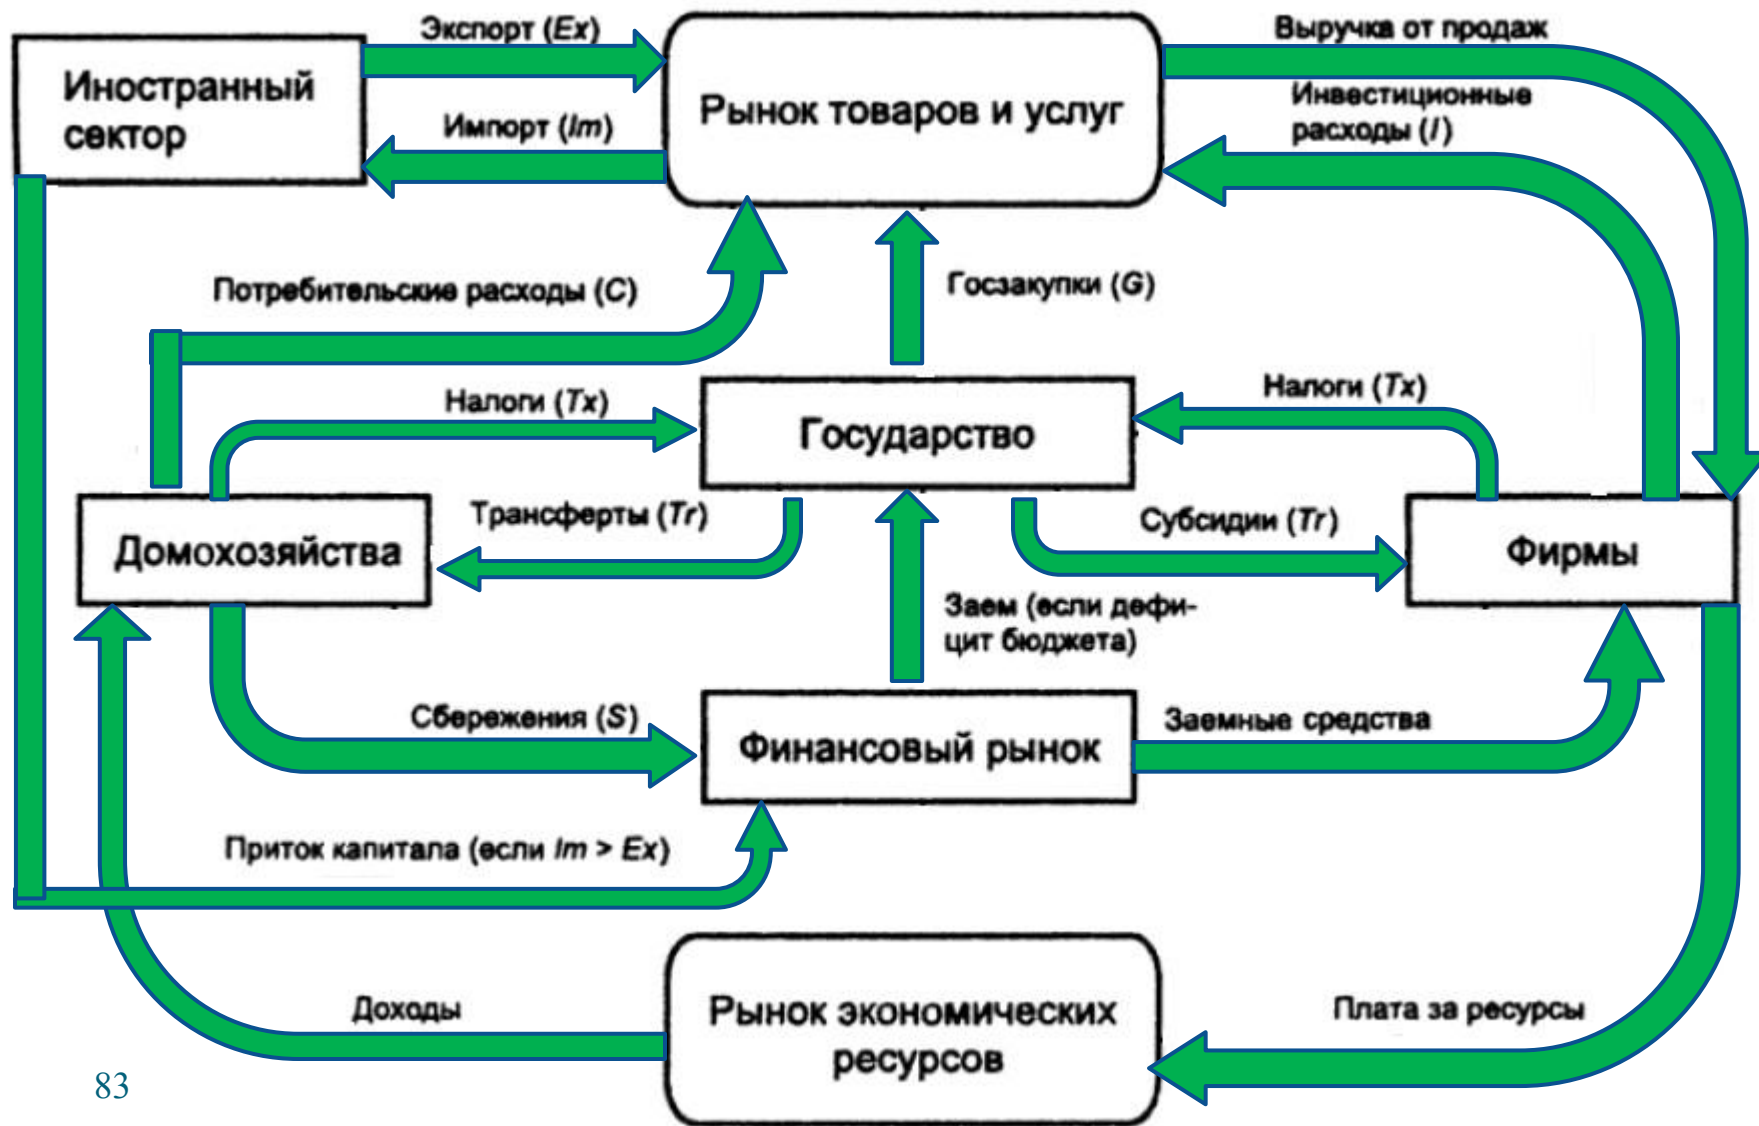 Экспорт (Ex)
Выручка от продаж
Иностранный
сектор
Рынок товаров и услуг
Инвестиционные
расходы (I)
Импорт (Im)
Потребительские расходы (C)
Госзакупки (G)
Налоги (Tx)
Налоги (Tx)
Государство
Трансферты (Tr)
Субсидии (Tr)
Домохозяйства
Фирмы
Заем (если дефи-
цит бюджета)
Сбережения (S)
Заемные средства
Финансовый рынок
Приток капитала (если Im > Ex)
Доходы
Рынок экономических
ресурсов
Плата за ресурсы
83